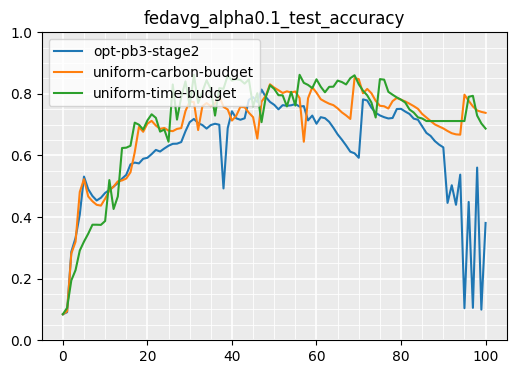 fedavg_alpha0.1_test_accuracy
opt-pb3-stage2
uniform-carbon-budget
uniform-time-budget
1.0
0.8
0.6
0.4
0.2
0.0
0 20 40 60 80 100